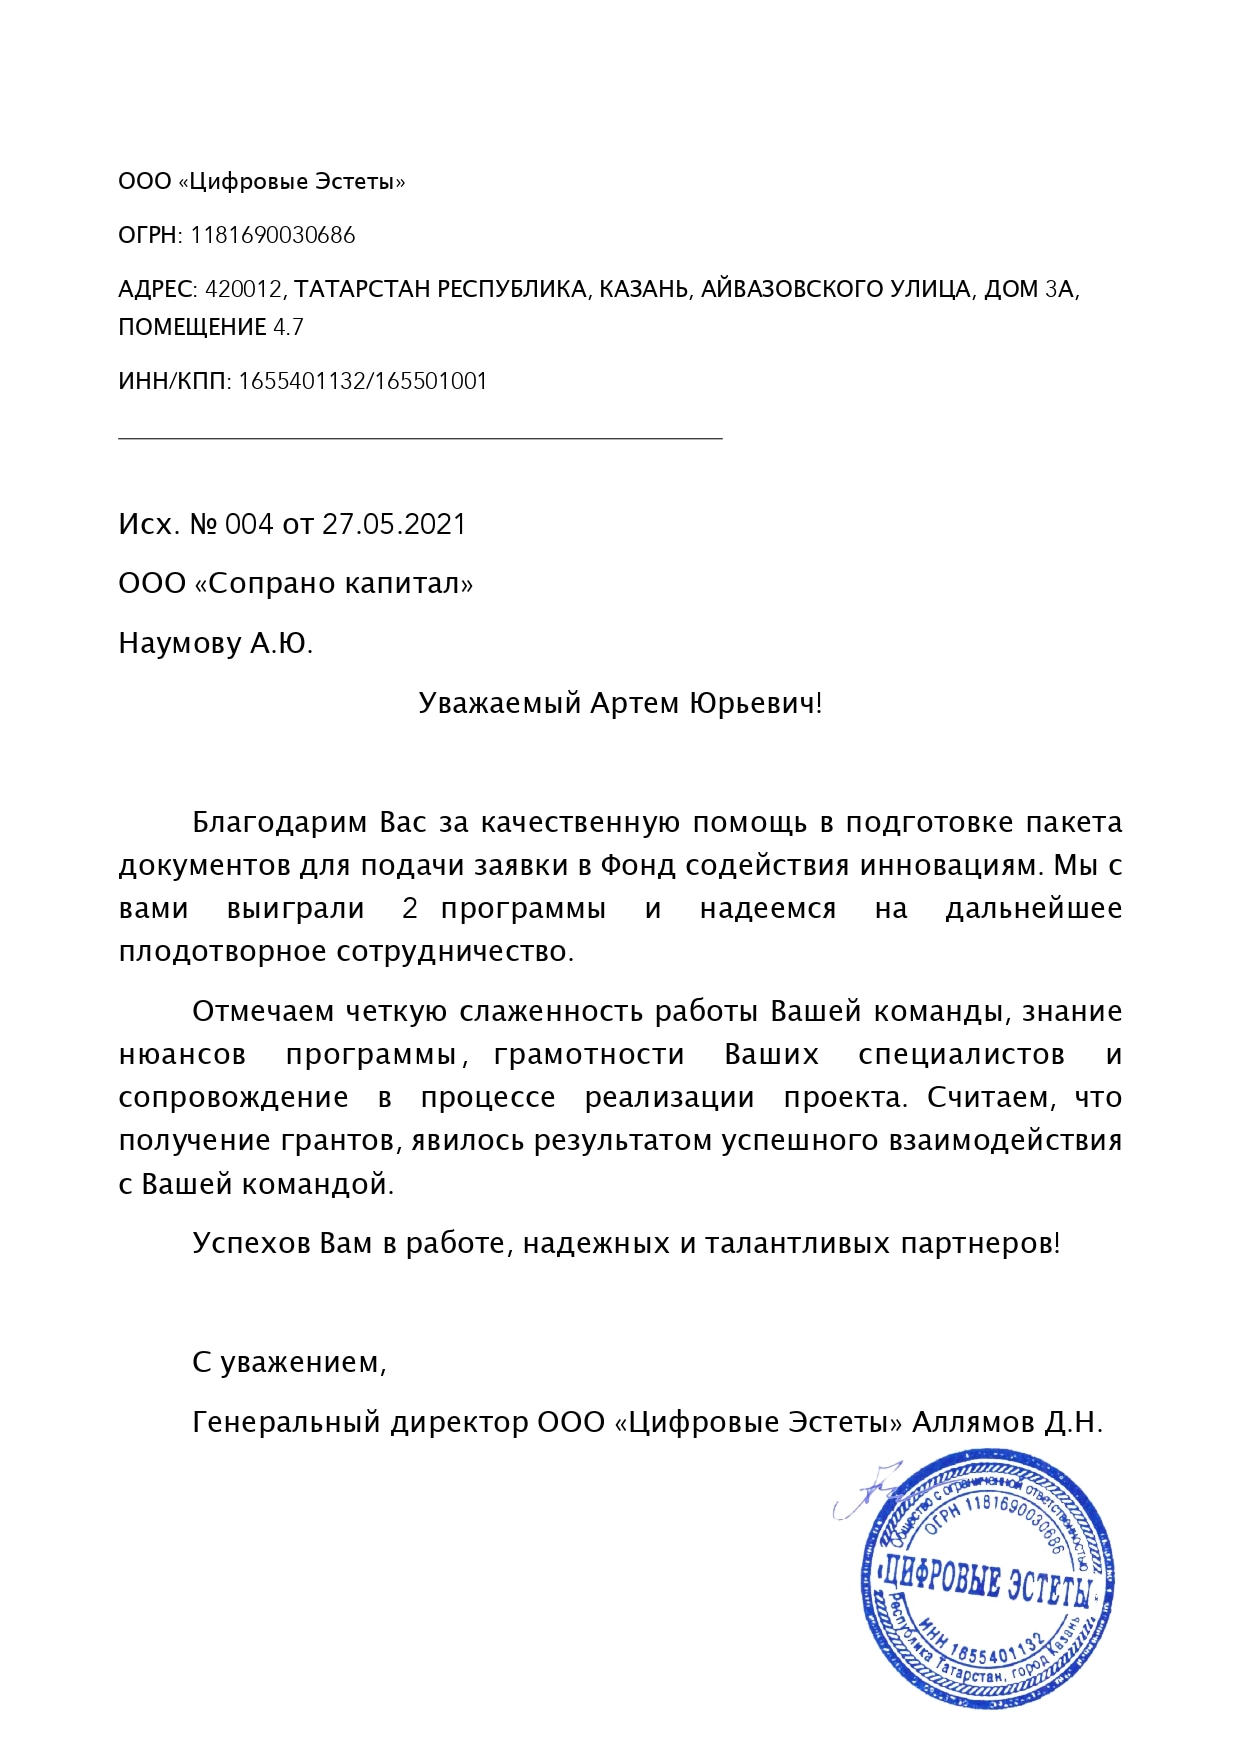 ООО «Цифровые Эстеты»
ОГРН: 1181690030686
АДРЕС: 420012, ТАТАРСТАН РЕСПУБЛИКА, КАЗАНЬ, АЙВАЗОВСКОГО УЛИЦА, ДОМ 3А,
ПОМЕЩЕНИЕ 4.7
ИНН/КПП: 1655401132/165501001
Исх. № 004 от 27.05.2021
ООО «Сопрано капитал»
Наумову А.Ю.
Уважаемый Артем Юрьевич!
Благодарим Вас за качественную помощь в подготовке пакета
документов для подачи заявки в Фонд содействия инновациям. Мы с
вами выиграли 2 программы и надеемся на дальнейшее
плодотворное сотрудничество.
Отмечаем четкую слаженность работы Вашей команды, знание
нюансов программы, грамотности Ваших специалистов и
сопровождение в процессе реализации проекта. Считаем, что
получение грантов, явилось результатом успешного взаимодействия
с Вашей командой.
Успехов Вам в работе, надежных и талантливых партнеров!
С уважением,
Генеральный директор ООО «Цифровые Эстеты» Аллямов Д.Н.
Общество с ограниченной ответственностью
ОГРН 1181690030686
«ЦИФРОВЫЕ ЭСТЕТЫ»
ИНН 1655401132
Республика Татарстан, город Казань